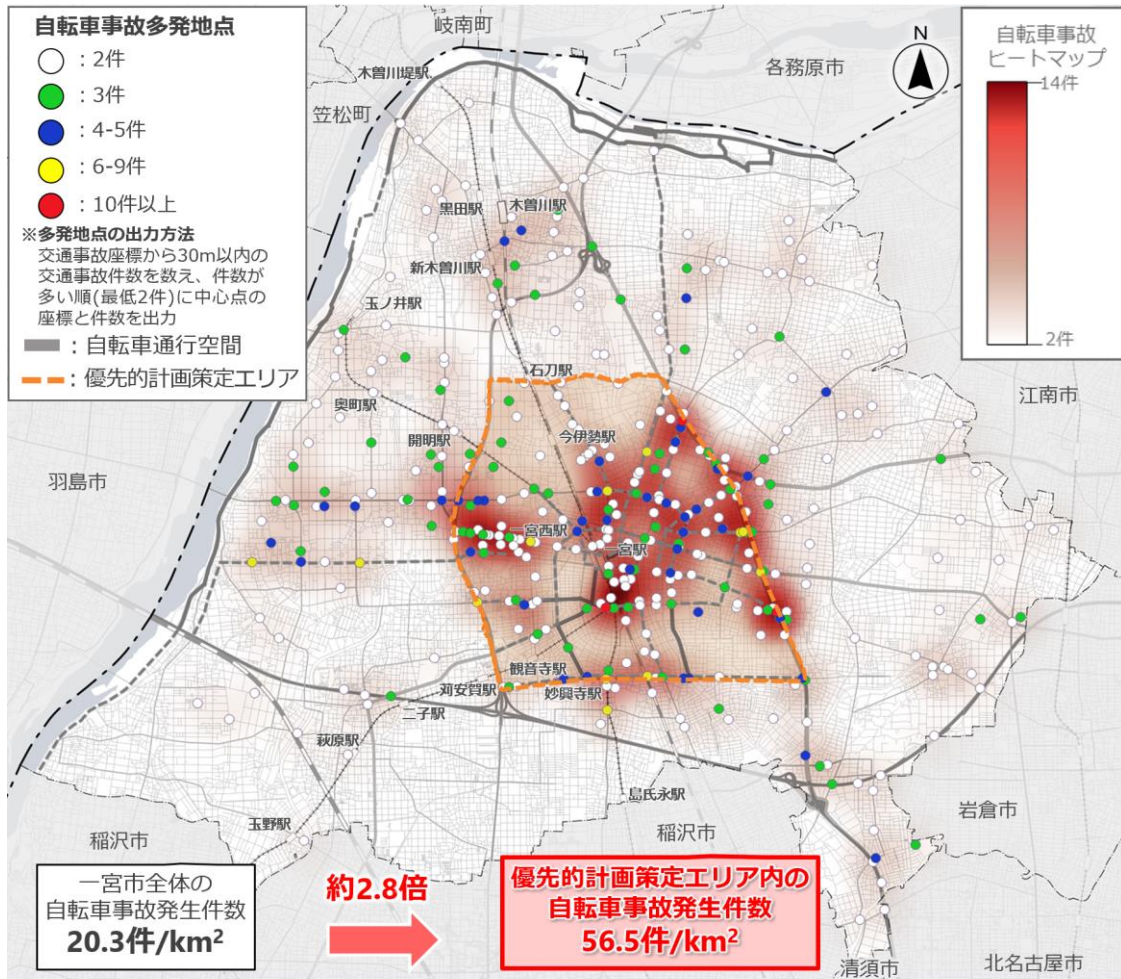 自転車事故多発地点
:2件
:3件
:4-5件
:6-9件
:10件以上
※多発地点の出力方法
交通事故座標から30m以内の
交通事故件数を数え、件数が
多い順(最低2件)に中心点の
座標と件数を出力
:自転車通行空間
:優先的計画策定エリア
岐南町
木曽川堤駅
笠松町
各務原市
N
自転車事故
ヒートマップ
14件
2件
黒田駅
木曽川駅
新木曽川駅
玉ノ井駅
石刀駅
奥町駅
江南市
今伊勢駅
開明駅
羽島市
一宮西駅
一宮駅
観音寺駅
苅安賀駅
妙興寺駅
二子駅
萩原駅
島氏永駅
玉野駅
岩倉市
稲沢市
稲沢市
一宮市全体の
自転車事故発生件数
20.3件/km²
約2.8倍
優先的計画策定エリア内の
自転車事故発生件数
56.5件/km²
清須市
北名古屋市